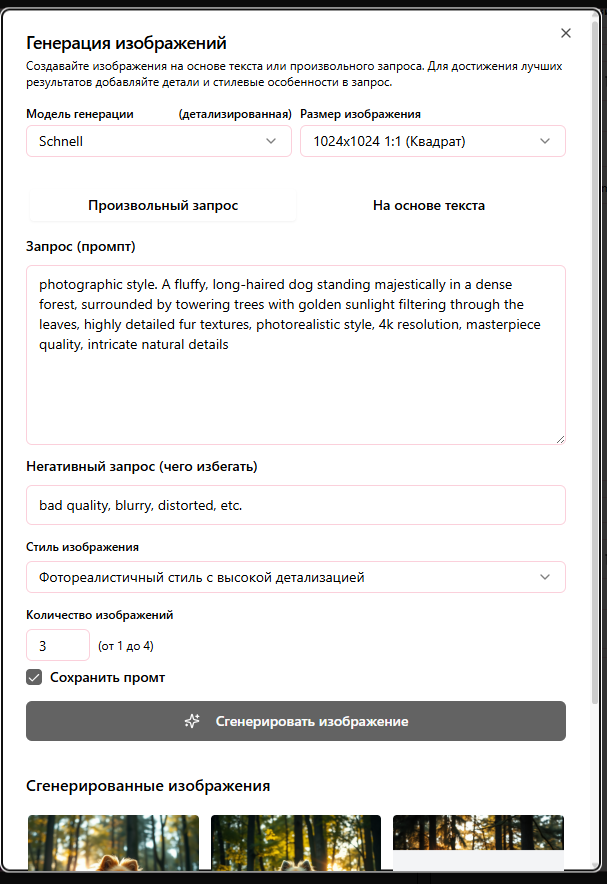 Генерация изображений
Создавайте изображения на основе текста или произвольного запроса. Для достижения лучших
результатов добавляйте детали и стилевые особенности в запрос.
Модель генерации (детализированная) Размер изображения
Schnell 1024x1024 1:1 (Квадрат)
Произвольный запрос На основе текста
Запрос (промпт)
photographic style. A fluffy, long-haired dog standing majestically in a dense
forest, surrounded by towering trees with golden sunlight filtering through the
leaves, highly detailed fur textures, photorealistic style, 4k resolution, masterpiece
quality, intricate natural details
Негативный запрос (чего избегать)
bad quality, blurry, distorted, etc.
Стиль изображения
Фотореалистичный стиль с высокой детализацией
Количество изображений
3 (от 1 до 4)
Сохранить промт
Сгенерировать изображение
Сгенерированные изображения